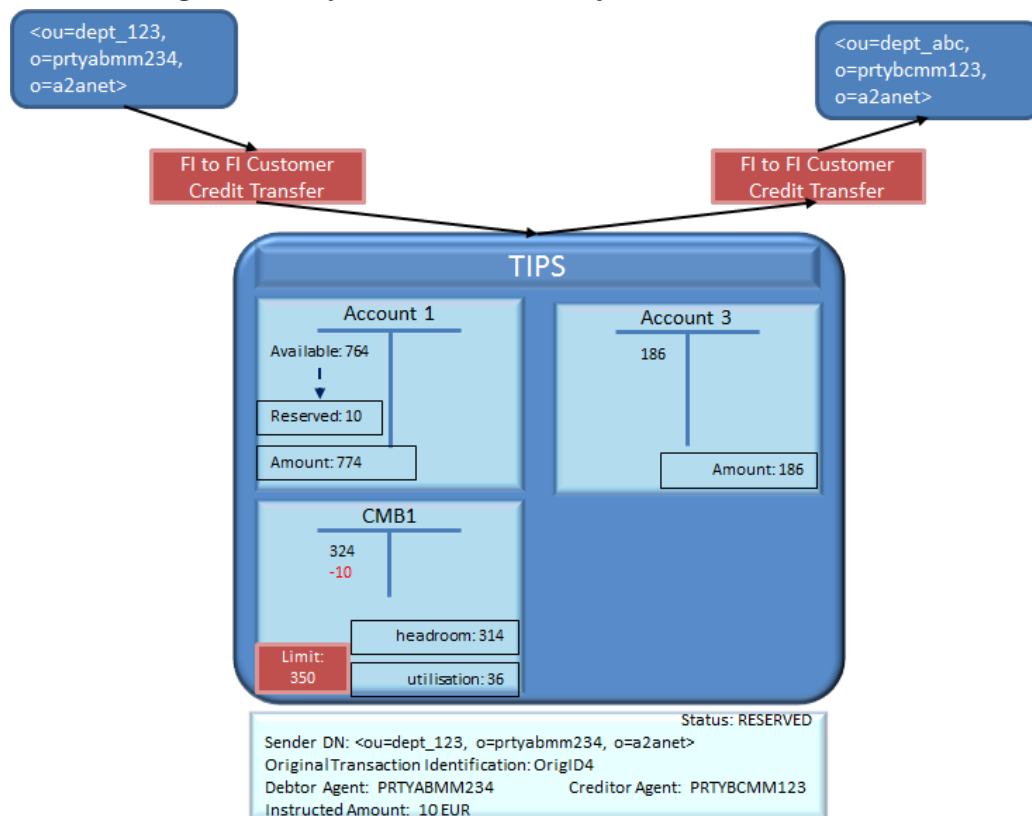 <ou=dept_123,
o=prtyabmm234,
o=a2anet>
<ou=dept_abc,
o=prtybcmm123,
o=a2anet>
FI to FI Customer
Credit Transfer
FI to FI Customer
Credit Transfer
TIPS
Account 1
Available: 764
Reserved: 10
Amount: 774
Account 3
186
Amount: 186
CMB1
324
-10
headroom: 314
Limit:
350
utilisation: 36
Status: RESERVED
Sender DN: <ou=dept_123, o=prtyabmm234, o=a2anet>
Original Transaction Identification: OrigID4
Debtor Agent: PRTYABMM234 Creditor Agent: PRTYBCMM123
Instructed Amount: 10 EUR